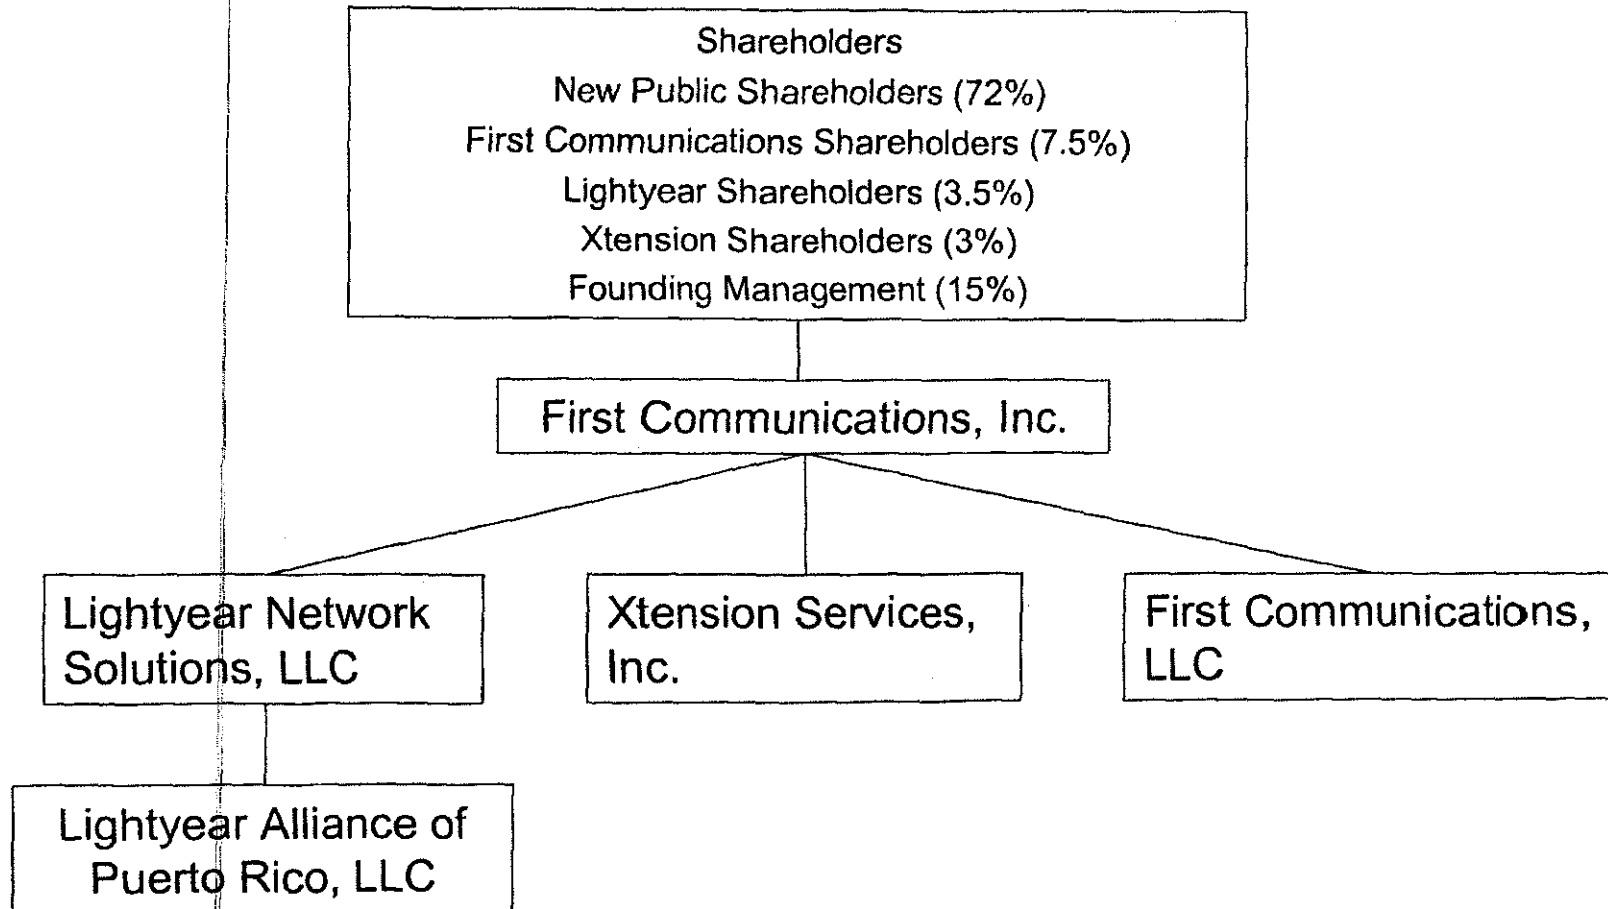 Shareholders
New Public Shareholders (72%)
First Communications Shareholders (7.5%)
Lightyear Shareholders (3.5%)
Xtension Shareholders (3%)
Founding Management (15%)
First Communications, Inc.
Lightyear Network
Solutions, LLC
Xtension Services,
Inc.
First Communications,
LLC
Lightyear Alliance of
Puerto Rico, LLC